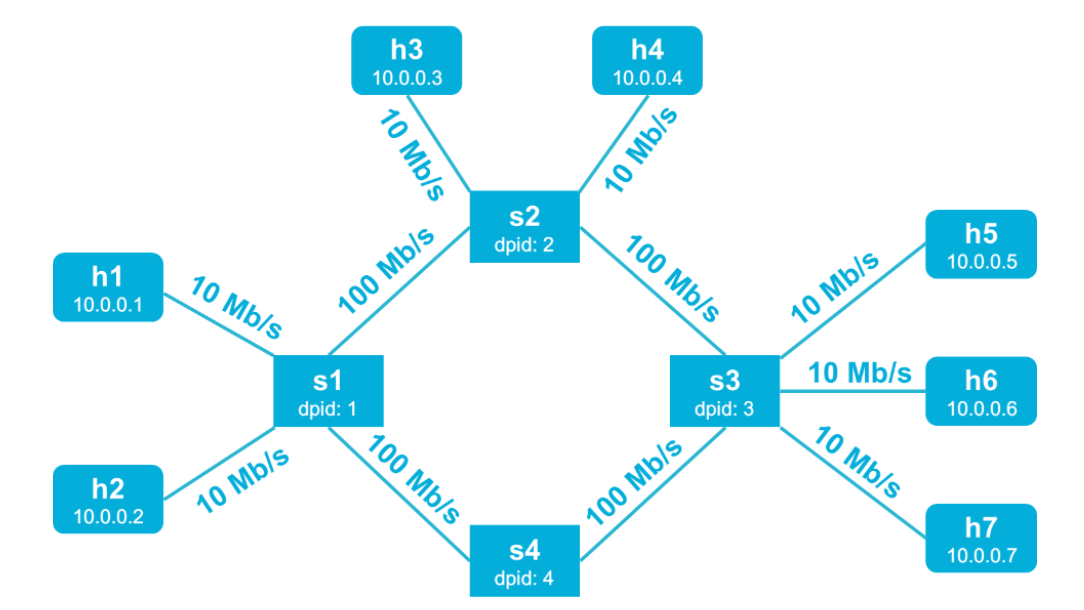 h3
10.0.0.3
h4
10.0.0.4
10 Mb/s
10 Mb/s
s2
dpid: 2
h5
10.0.0.5
h1
10.0.0.1
100 Mb/s
100 Mb/s
10 Mb/s
10 Mb/s
s1
dpid: 1
s3
dpid: 3
10 Mb/s
h6
10.0.0.6
h2
10.0.0.2
10 Mb/s
100 Mb/s
100 Mb/s
10 Mb/s
s4
dpid: 4
h7
10.0.0.7